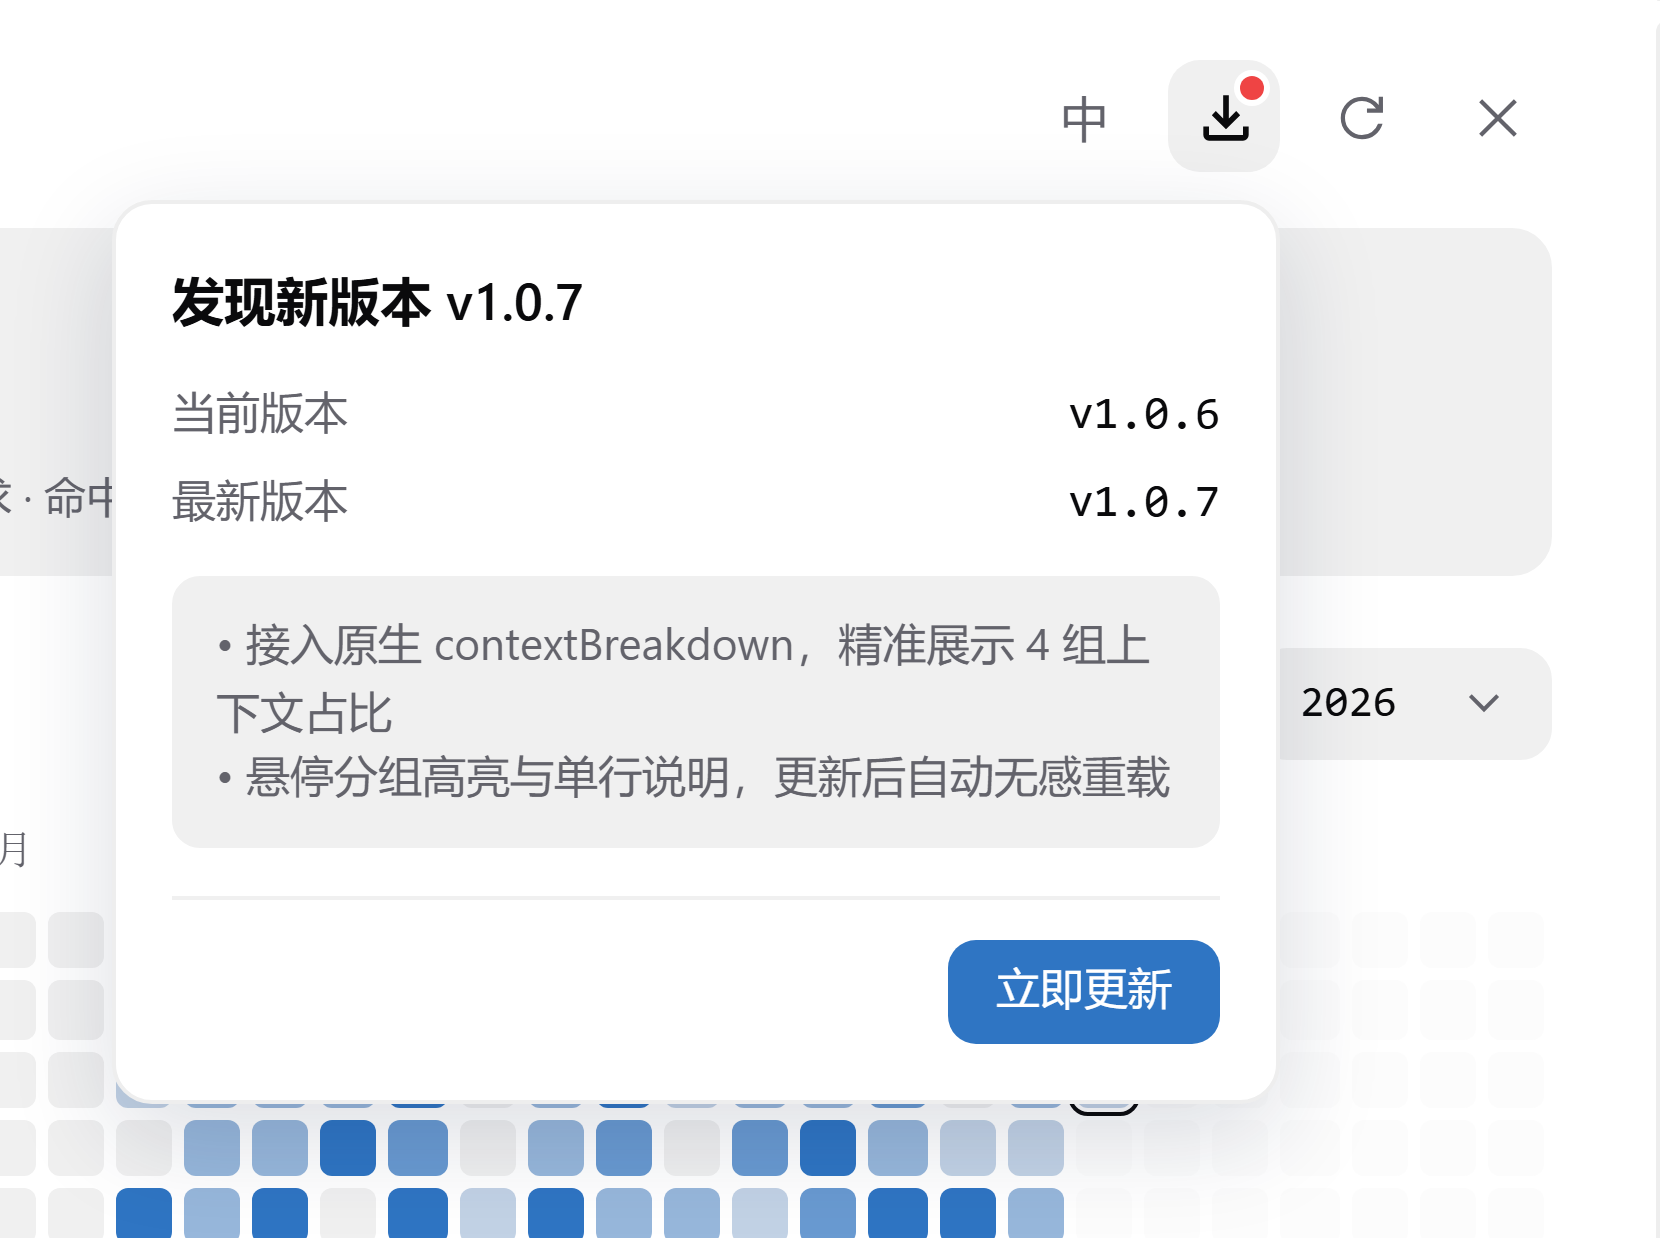 中
发现新版本 v1.0.7
当前版本 v1.0.6
最新版本 v1.0.7
· 命中
• 接入原生 contextBreakdown，精准展示 4 组上
下文占比
• 悬停分组高亮与单行说明，更新后自动无感重载
2026
月
立即更新